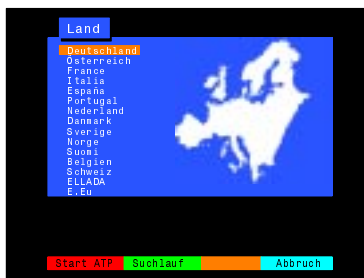 Land
Deutschland
Österreich
France
Italia
España
Portugal
Nederland
Danmark
Sverige
Norge
Suomi
Belgien
Schweiz
ELLADA
E.Eu
Start ATP Suchlauf Abbruch